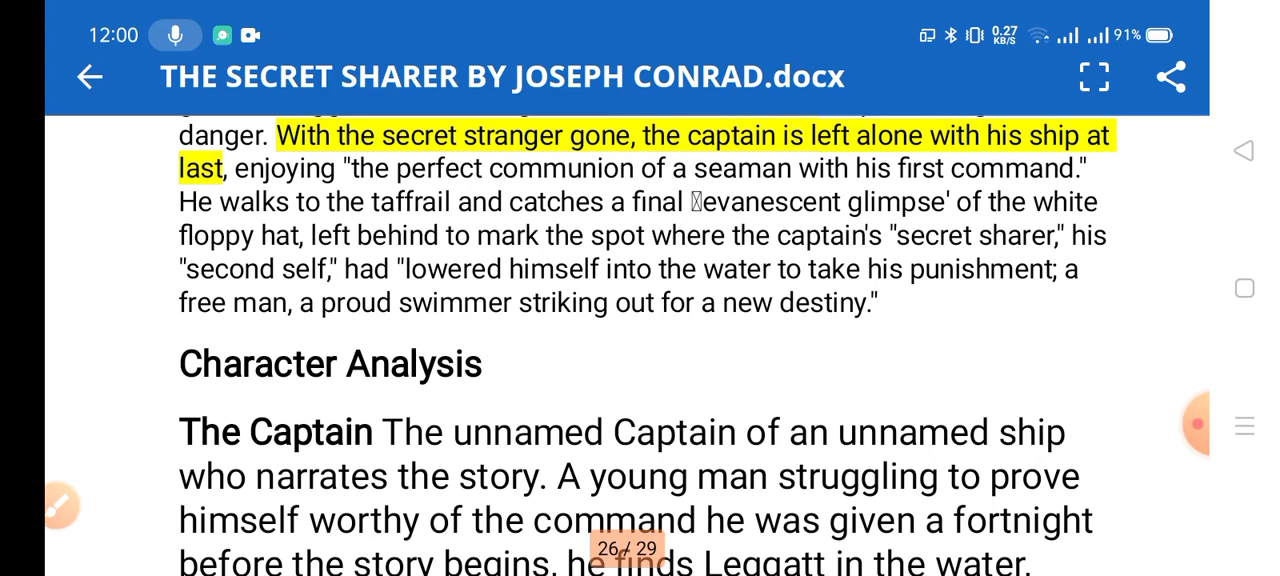 12:00
0.27 KB/S 91%
THE SECRET SHARER BY JOSEPH CONRAD.docx
danger. With the secret stranger gone, the captain is left alone with his ship at
last, enjoying "the perfect communion of a seaman with his first command."
He walks to the taffrail and catches a final evanescent glimpse' of the white
floppy hat, left behind to mark the spot where the captain's "secret sharer," his
"second self," had "lowered himself into the water to take his punishment; a
free man, a proud swimmer striking out for a new destiny."
Character Analysis
The Captain The unnamed Captain of an unnamed ship
who narrates the story. A young man struggling to prove
himself worthy of the command he was given a fortnight
before the story begins, he finds Leggatt in the water,
26 / 29